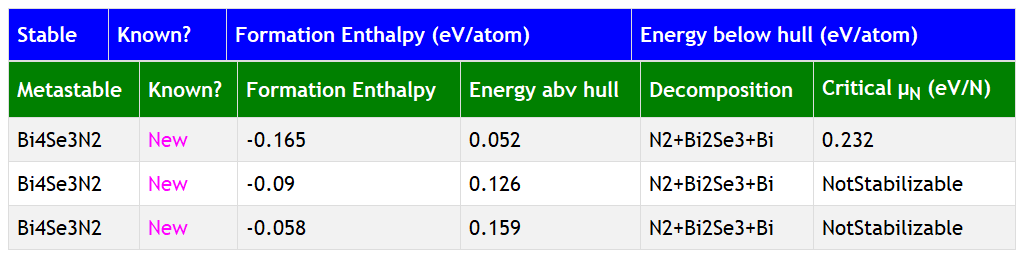 Stable Known? Formation Enthalpy (eV/atom) Energy below hull (eV/atom)
Metastable Known? Formation Enthalpy Energy abv hull Decomposition Critical μN (eV/N)
Bi4Se3N2 New -0.165 0.052 N2+Bi2Se3+Bi 0.232
Bi4Se3N2 New -0.09 0.126 N2+Bi2Se3+Bi NotStabilizable
Bi4Se3N2 New -0.058 0.159 N2+Bi2Se3+Bi NotStabilizable